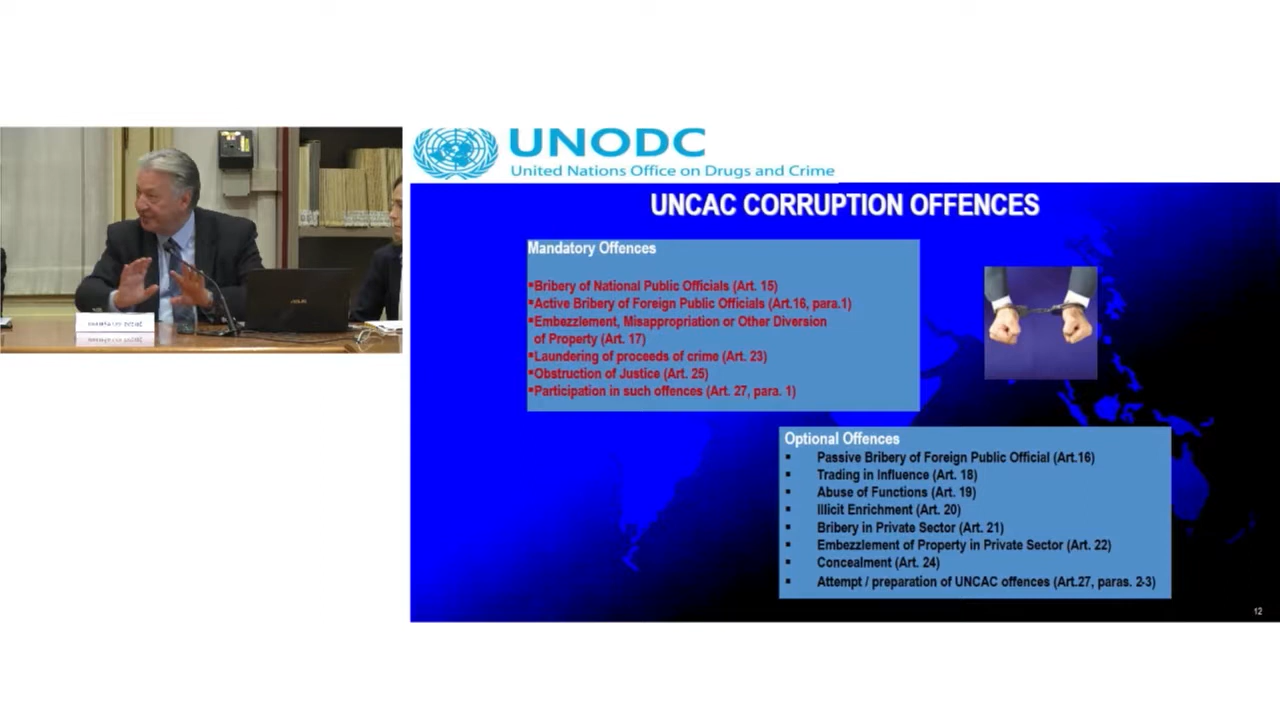 UNODC
United Nations Office on Drugs and Crime
UNCAC CORRUPTION OFFENCES
Mandatory Offences
▪Bribery of National Public Officials (Art. 15)
▪Active Bribery of Foreign Public Officials (Art.16, para.1)
▪Embezzlement, Misappropriation or Other Diversion
of Property (Art. 17)
▪Laundering of proceeds of crime (Art. 23)
▪Obstruction of Justice (Art. 25)
▪Participation in such offences (Art. 27, para. 1)
Optional Offences
▪ Passive Bribery of Foreign Public Official (Art.16)
▪ Trading in Influence (Art. 18)
▪ Abuse of Functions (Art. 19)
▪ Illicit Enrichment (Art. 20)
▪ Bribery in Private Sector (Art. 21)
▪ Embezzlement of Property in Private Sector (Art. 22)
▪ Concealment (Art. 24)
▪ Attempt / preparation of UNCAC offences (Art.27, paras. 2-3)
12